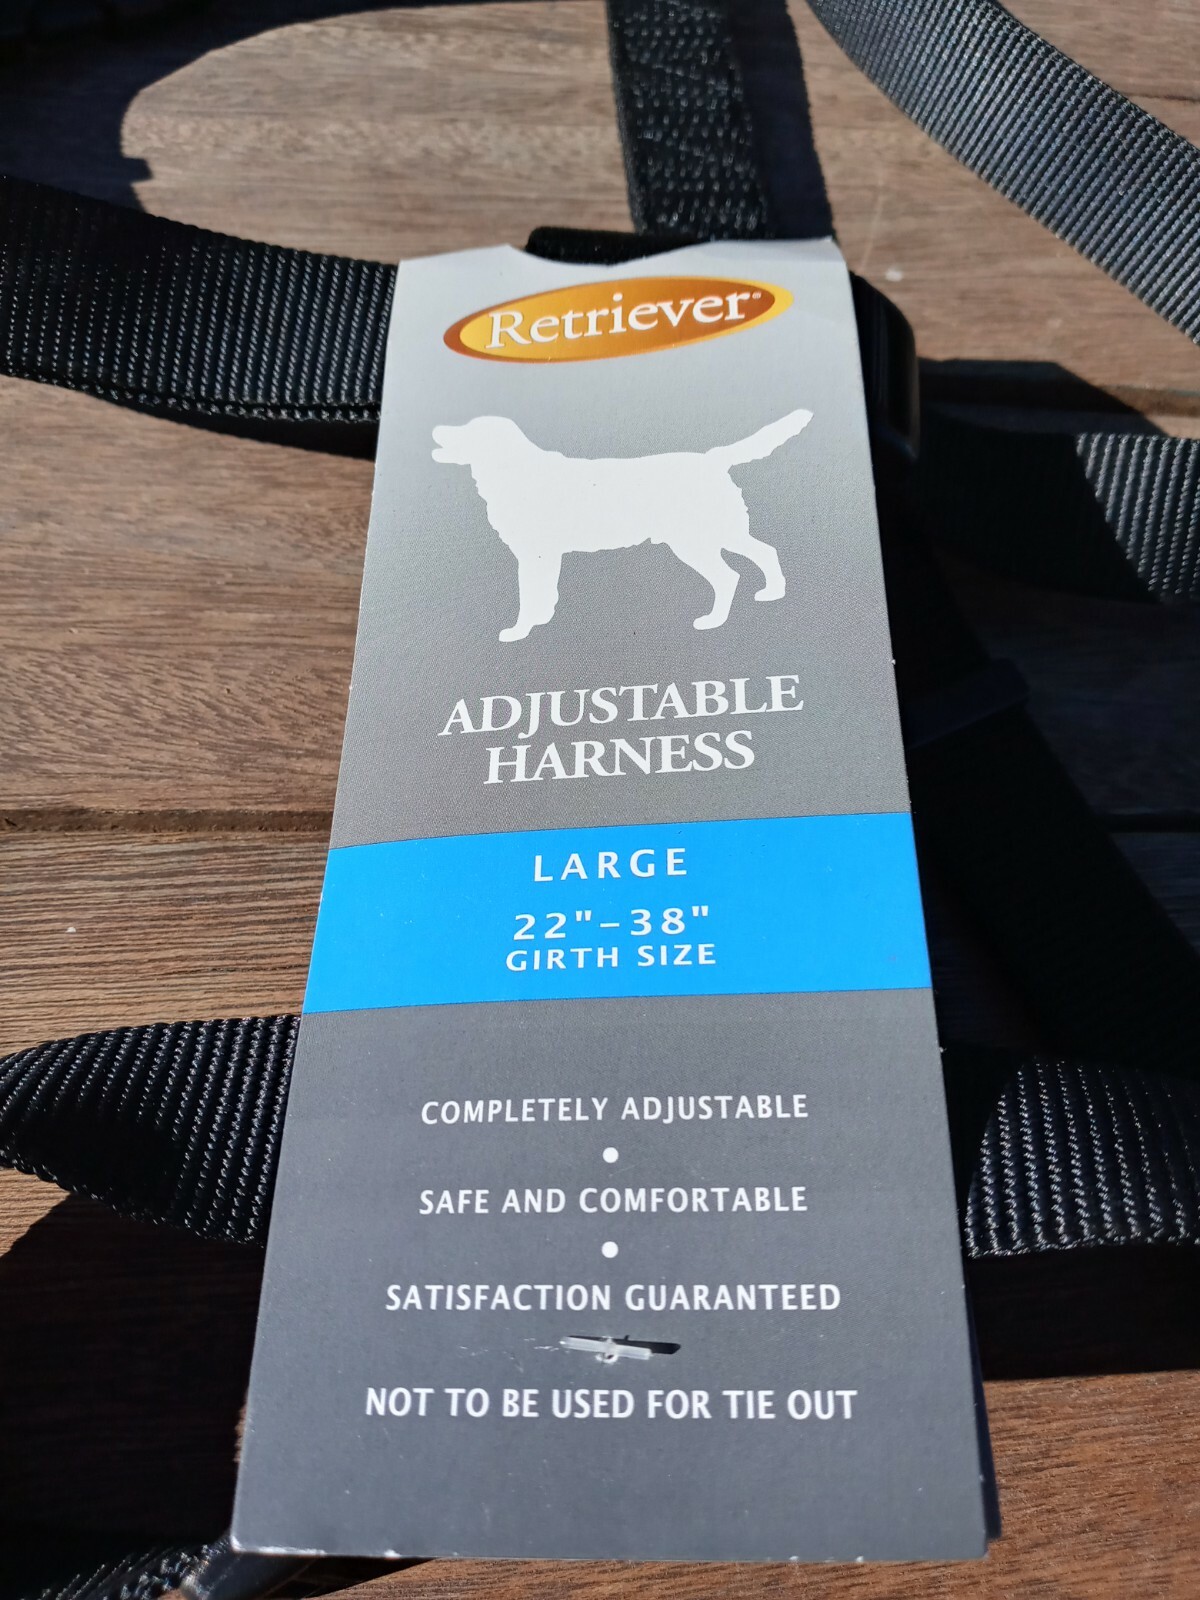 Retriever®
ADJUSTABLE
HARNESS
LARGE
22"-38"
GIRTH SIZE
COMPLETELY ADJUSTABLE
•
SAFE AND COMFORTABLE
•
SATISFACTION GUARANTEED
NOT TO BE USED FOR TIE OUT